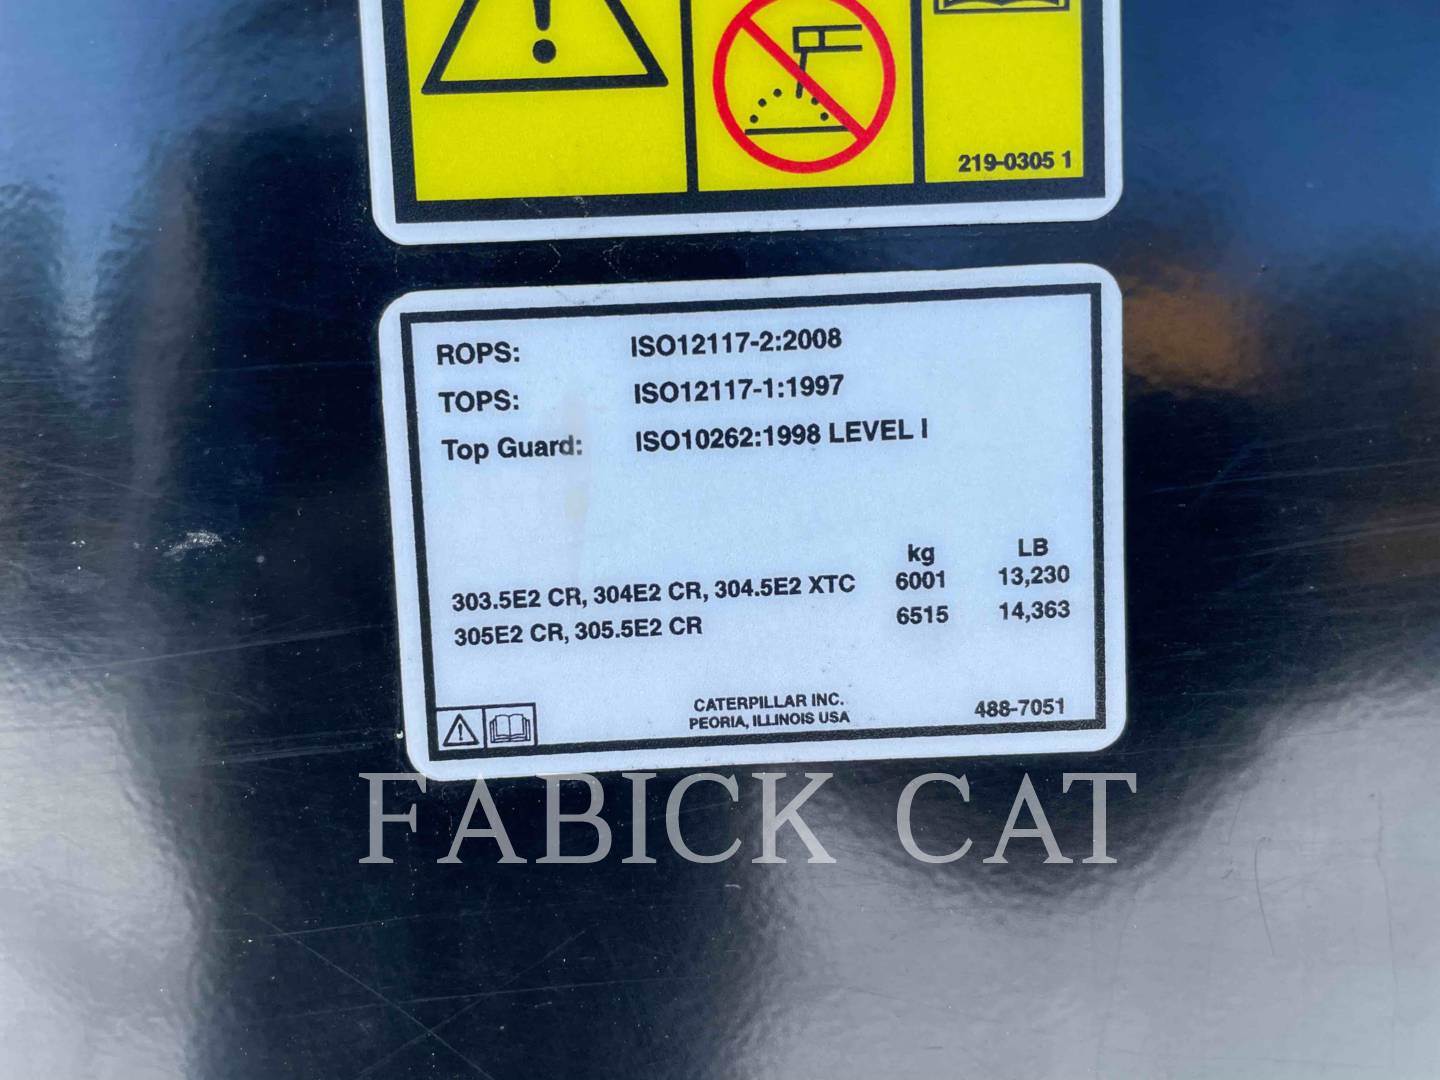 219-0305 1
ROPS: ISO12117-2:2008
TOPS: ISO12117-1:1997
Top Guard: ISO10262:1998 LEVEL I
kg LB
303.5E2 CR, 304E2 CR, 304.5E2 XTC 6001 13,230
305E2 CR, 305.5E2 CR 6515 14,363
CATERPILLAR INC.
PEORIA, ILLINOIS USA 488-7051
FABICK CAT